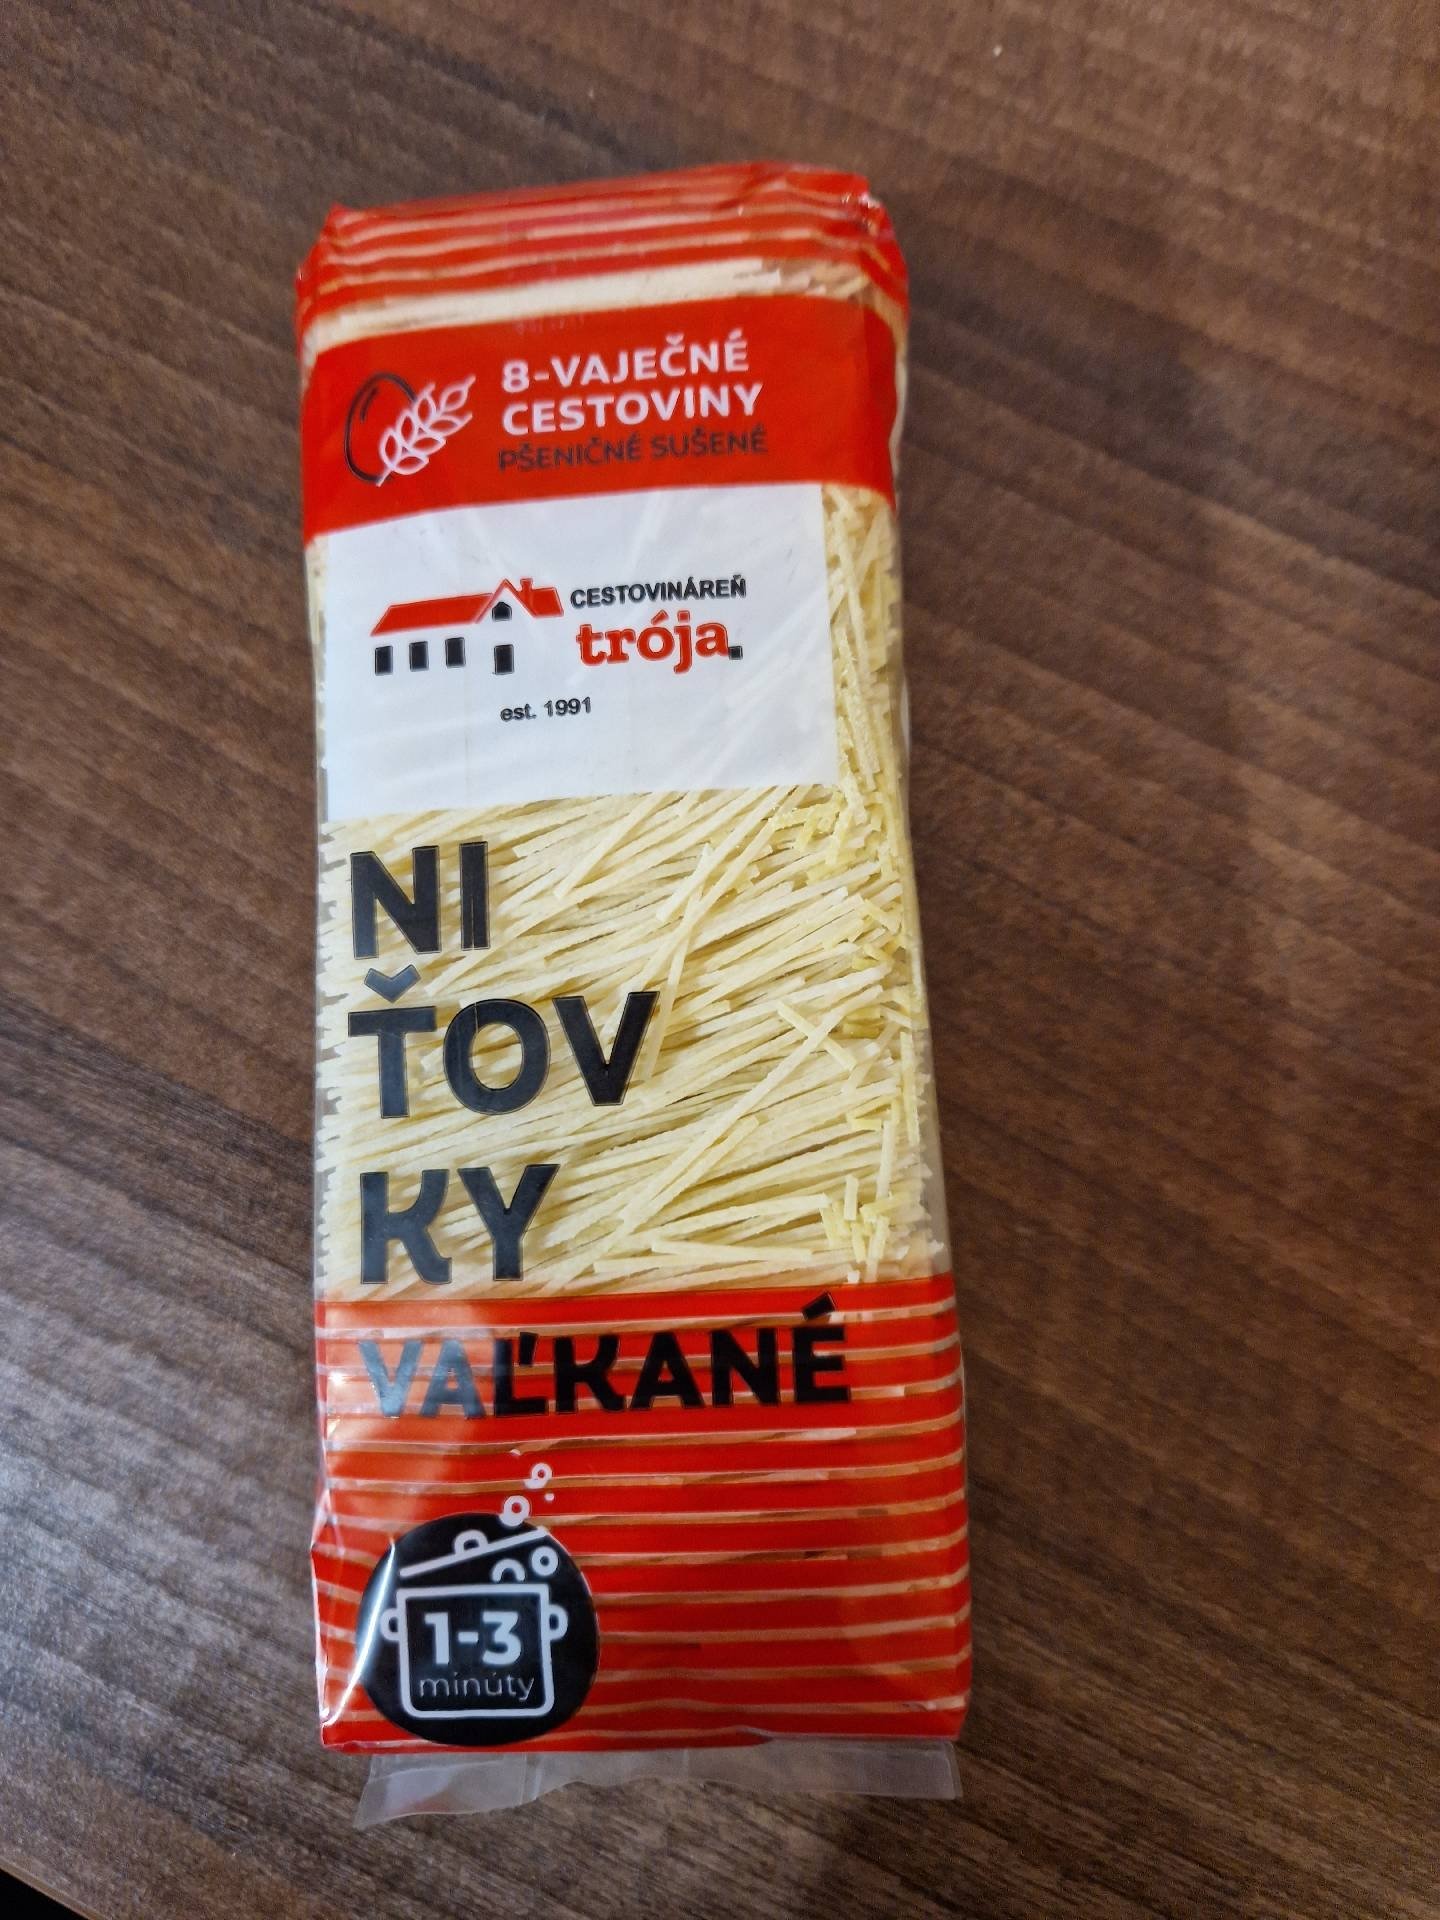 8-VAJEČNÉ
CESTOVINY
PŠENIČNÉ SUŠENÉ
CESTOVINÁREŇ
trója.
est. 1991
NI
ŤOV
KY
VAĽKANÉ
1-3
minúty